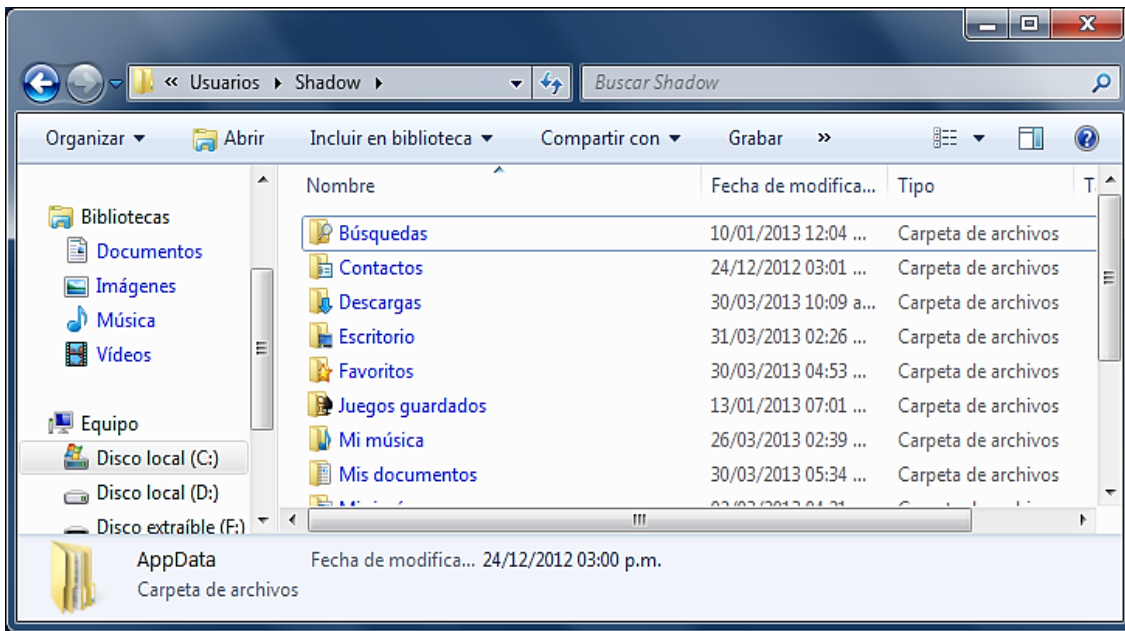 « Usuarios Shadow
Buscar Shadow
Organizar Abrir Incluir en biblioteca Compartir con Grabar »
Nombre Fecha de modifica... Tipo T
Bibliotecas
Documentos
Imágenes
Música
Vídeos
Equipo
Disco local (C:)
Disco local (D:)
Disco extraíble (F:)
Búsquedas 10/01/2013 12:04 ... Carpeta de archivos
Contactos 24/12/2012 03:01 ... Carpeta de archivos
Descargas 30/03/2013 10:09 a... Carpeta de archivos
Escritorio 31/03/2013 02:26 ... Carpeta de archivos
Favoritos 30/03/2013 04:53 ... Carpeta de archivos
Juegos guardados 13/01/2013 07:01 ... Carpeta de archivos
Mi música 26/03/2013 02:39 ... Carpeta de archivos
Mis documentos 30/03/2013 05:34 ... Carpeta de archivos
AppData Fecha de modifica... 24/12/2012 03:00 p.m.
Carpeta de archivos